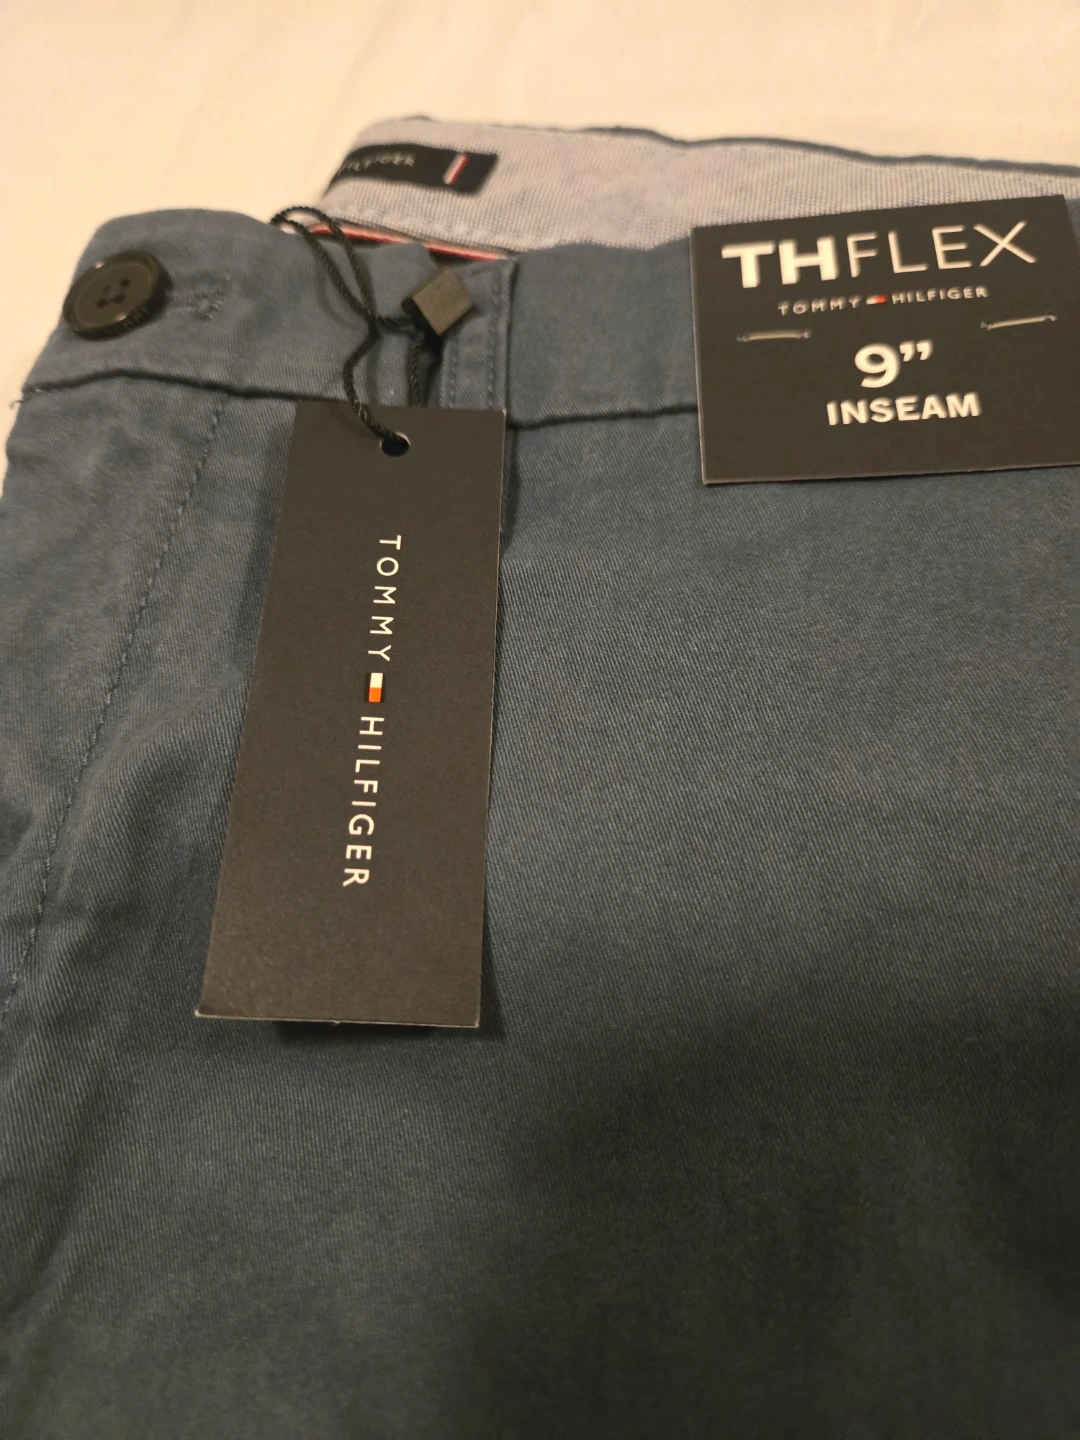 THFLEX
TOMMY HILFIGER
9”
INSEAM
TOMMY HILFIGER